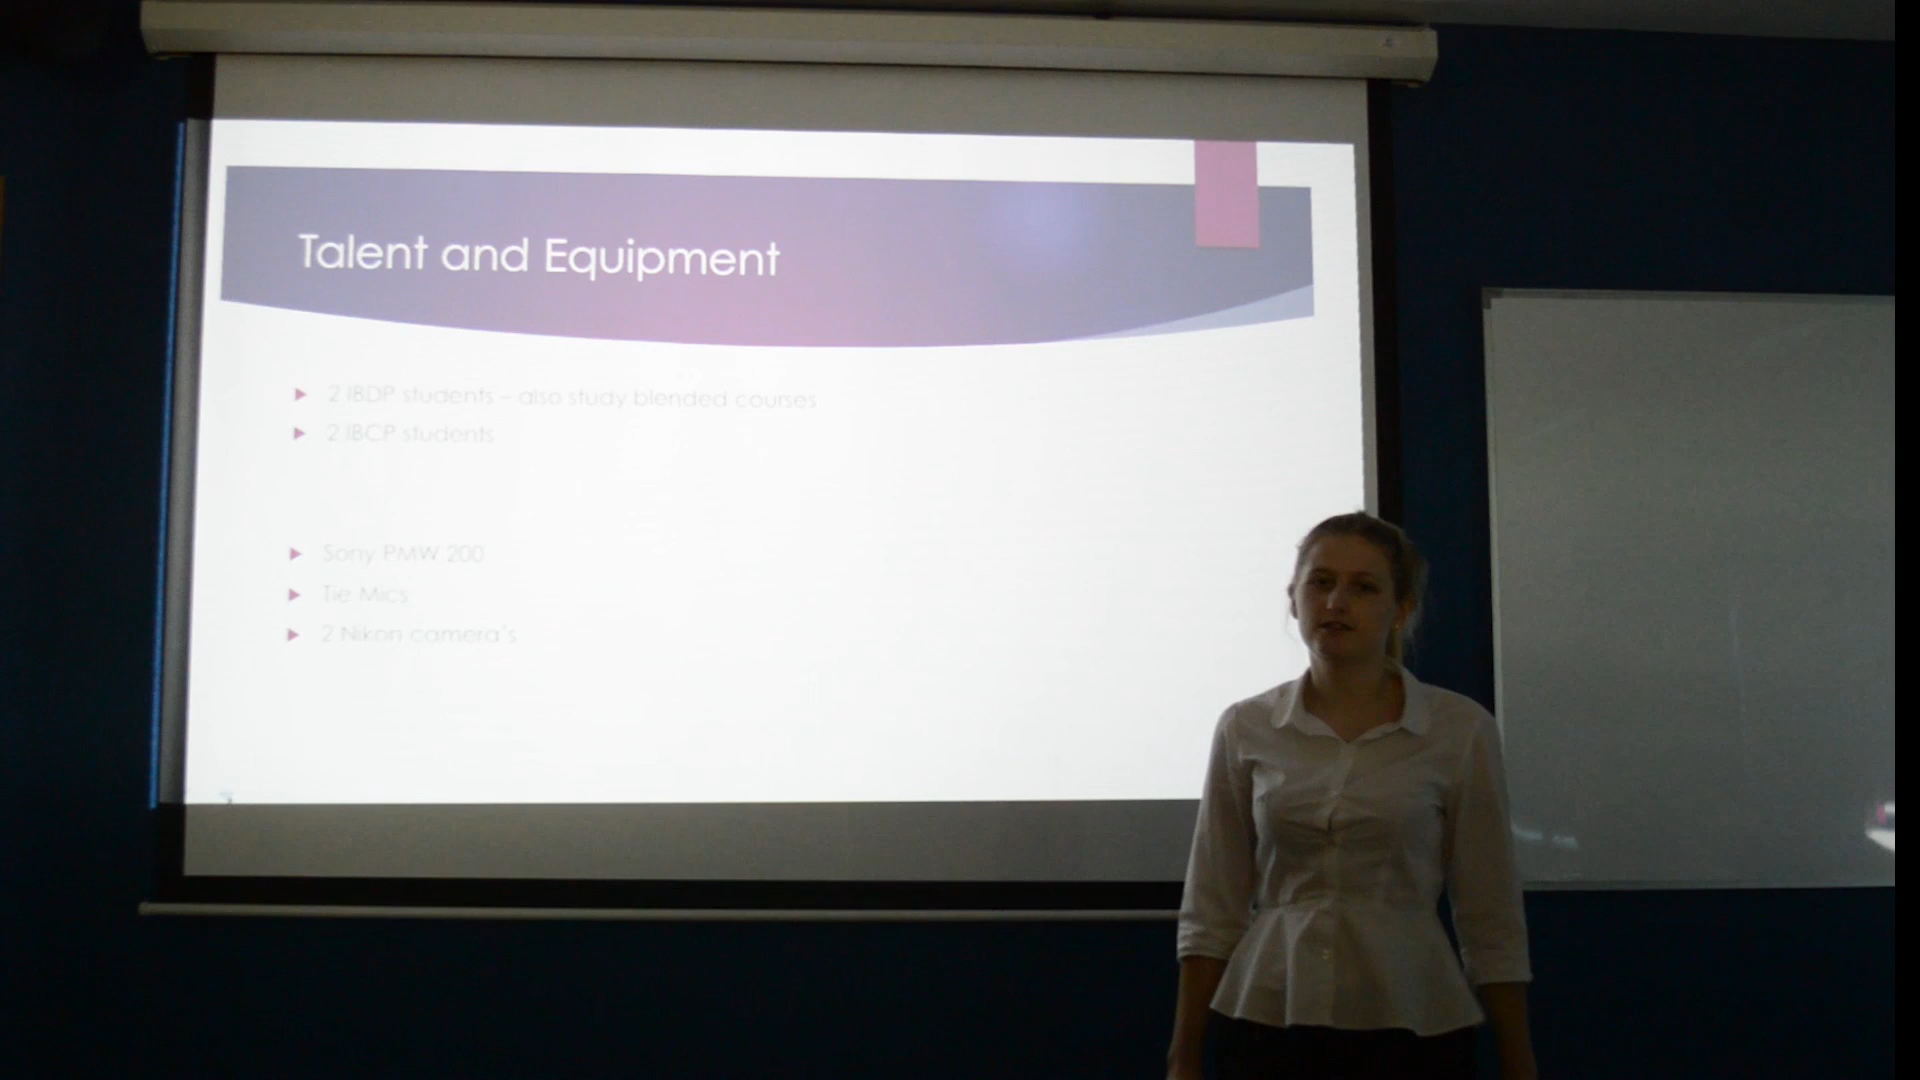 Talent and Equipment
2 IBDP students – also study blended courses
2 IBCP students
Sony PMW 200
Tie Mics
2 Nikon camera's